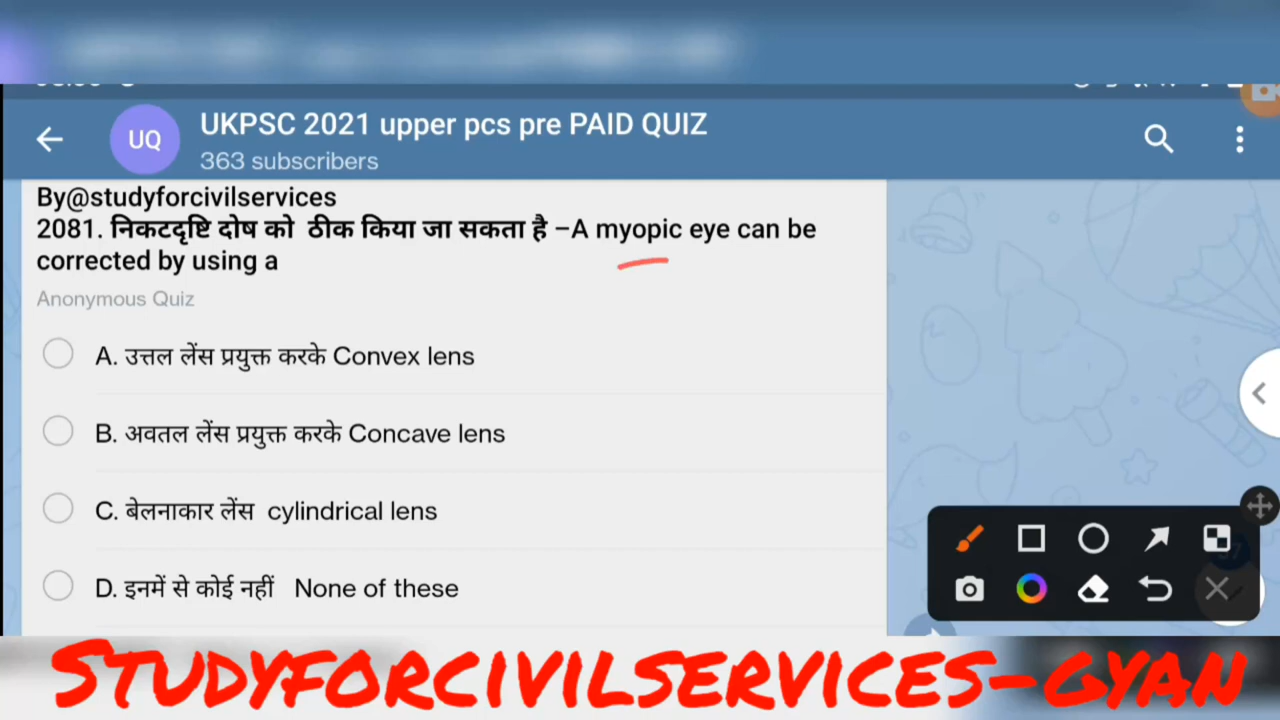 UKPSC 2021 upper pcs pre PAID QUIZ
UQ
363 subscribers
By@studyforcivilservices
2081. निकटदृष्टि दोष को ठीक किया जा सकता है –A myopic eye can be
corrected by using a
Anonymous Quiz
A. उत्तल लेंस प्रयुक्त करके Convex lens
B. अवतल लेंस प्रयुक्त करके Concave lens
C. बेलनाकार लेंस cylindrical lens
D. इनमें से कोई नहीं None of these
STUDYFORCIVILSERVICES-GYAN